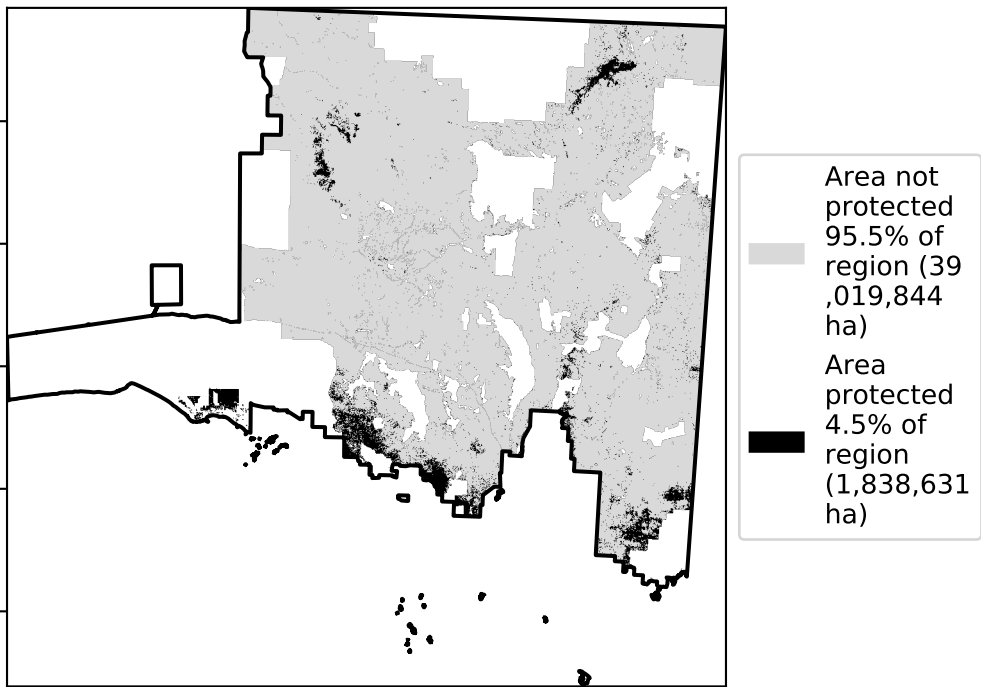 Area not
protected
95.5% of
region (39
,019,844
ha)
Area
protected
4.5% of
region
(1,838,631
ha)